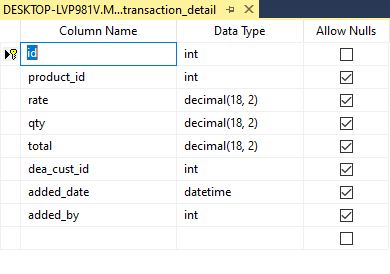 DESKTOP-LVP981V.M...transaction_detail
Column Name Data Type Allow Nulls
id int
product_id int
rate decimal(18, 2)
qty decimal(18, 2)
total decimal(18, 2)
dea_cust_id int
added_date datetime
added_by int